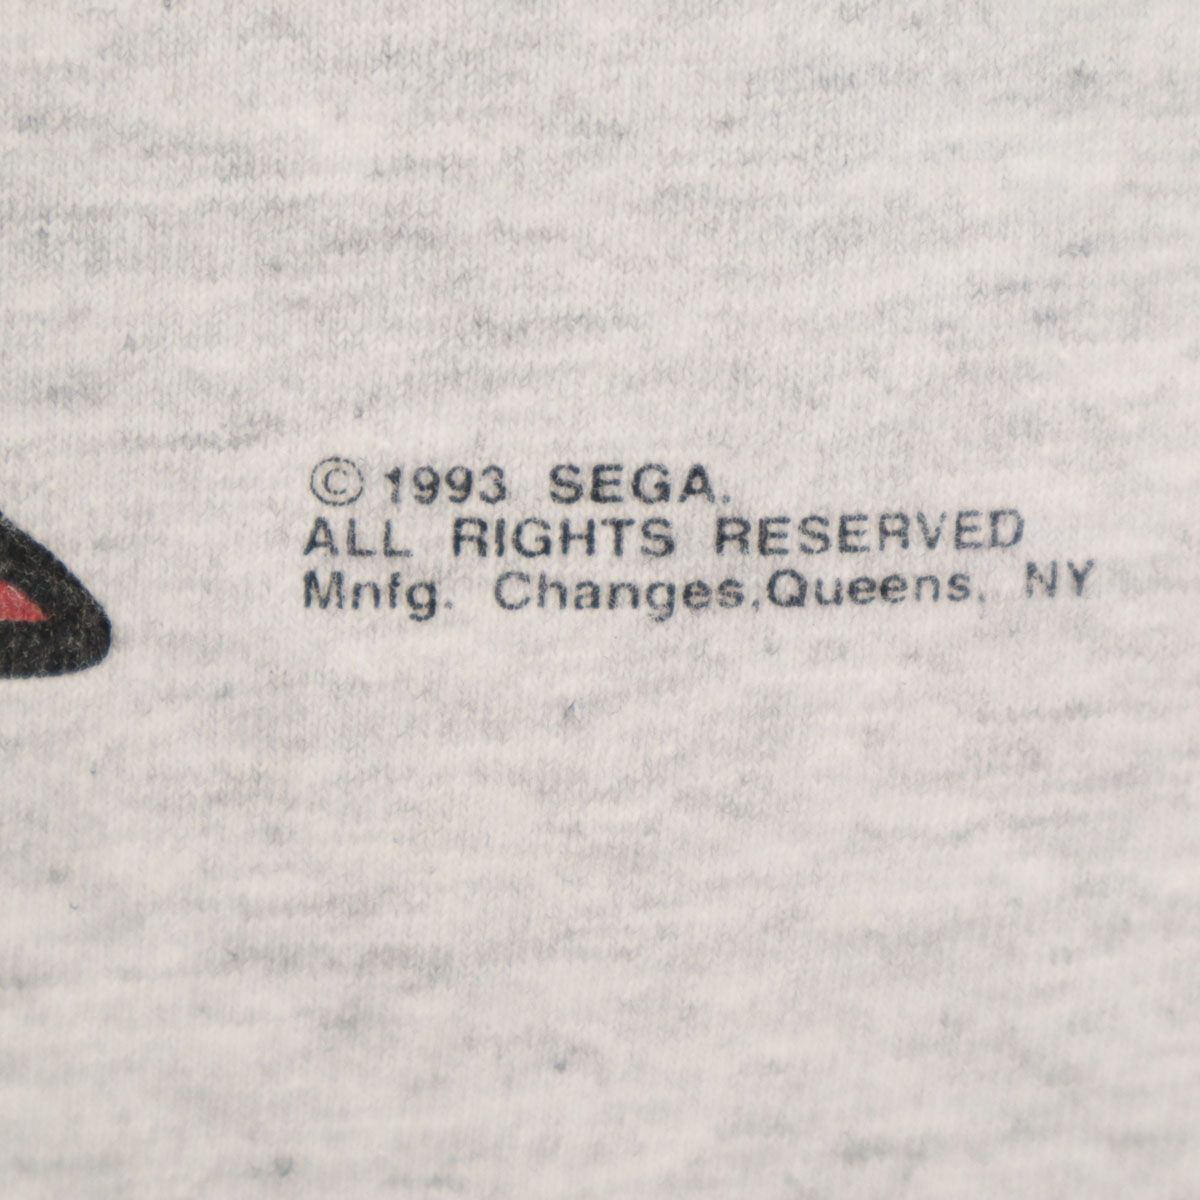 © 1993 SEGA.
ALL RIGHTS RESERVED
Mnfg. Changes,Queens, NY